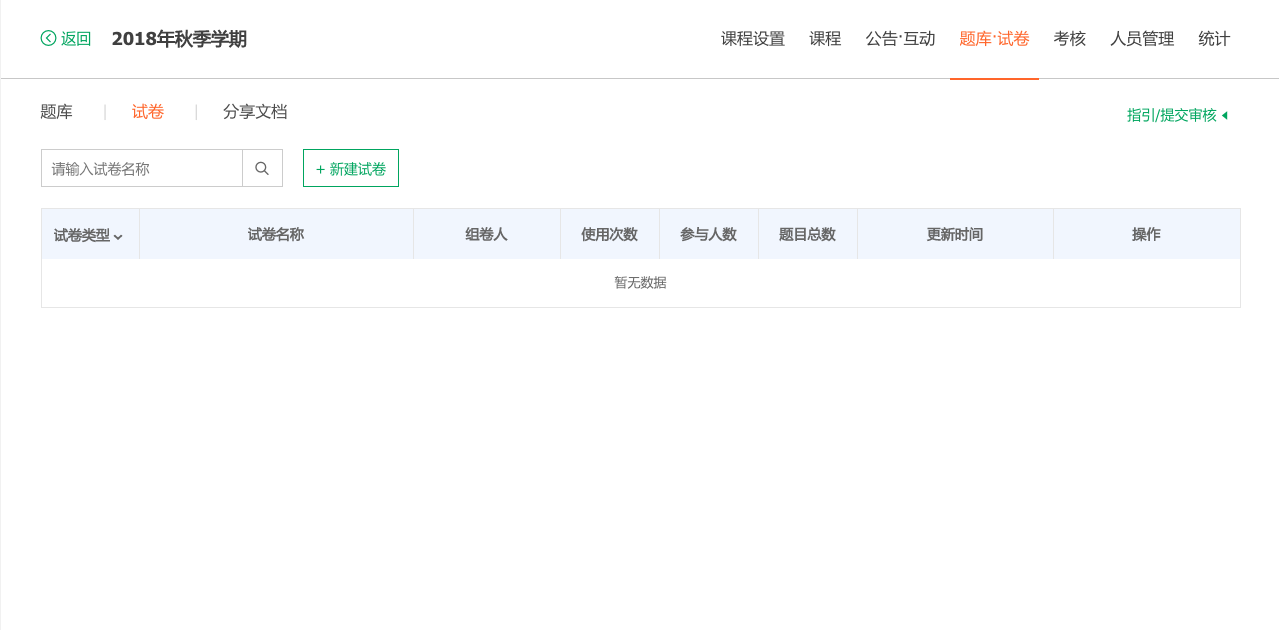 返回 2018年秋季学期 课程设置 课程 公告·互动 题库·试卷 考核 人员管理 统计
题库 | 试卷 | 分享文档 指引/提交审核
请输入试卷名称 + 新建试卷
试卷类型 试卷名称 组卷人 使用次数 参与人数 题目总数 更新时间 操作
暂无数据